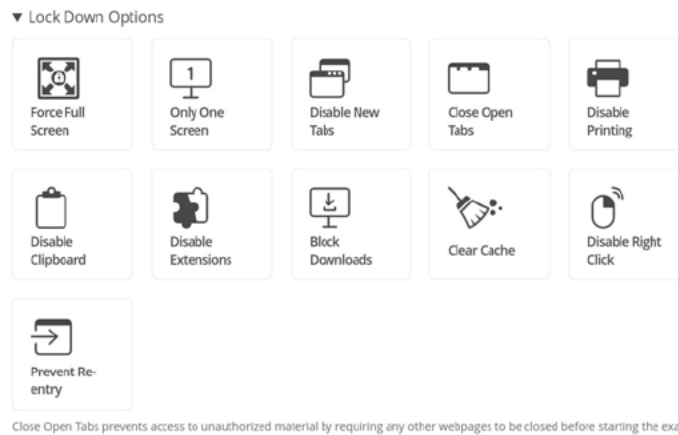 ▼ Lock Down Options
Force Full
Screen
1
Only One
Screen
Disable New
Tabs
Close Open
Tabs
Disable
Printing
Disable
Clipboard
Disable
Extensions
Block
Downloads
Clear Cache
Disable Right
Click
Prevent Re-
entry
Close Open Tabs prevents access to unauthorized material by requiring any other webpages to be closed before starting the exa